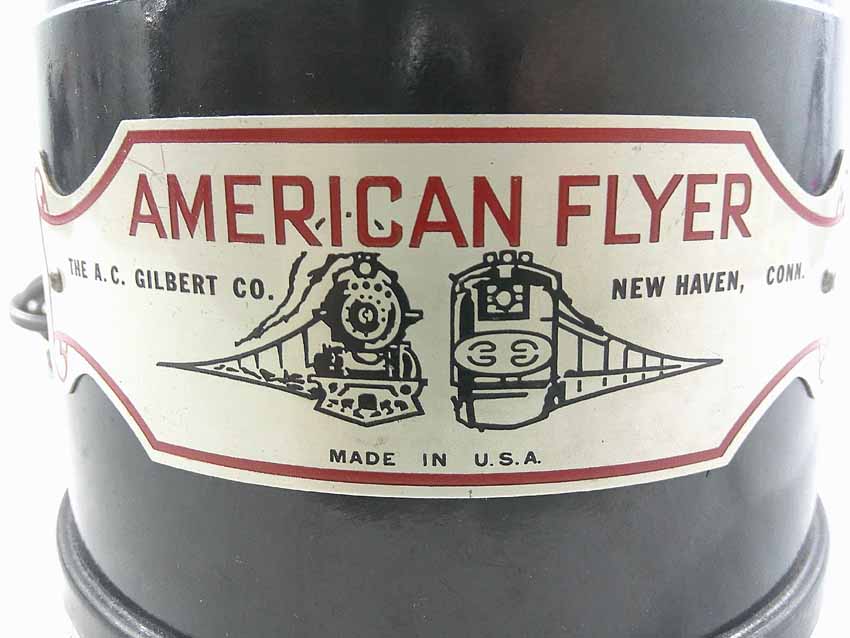 AMERICAN FLYER
THE A.C. GILBERT CO.
NEW HAVEN, CONN.
MADE IN U.S.A.